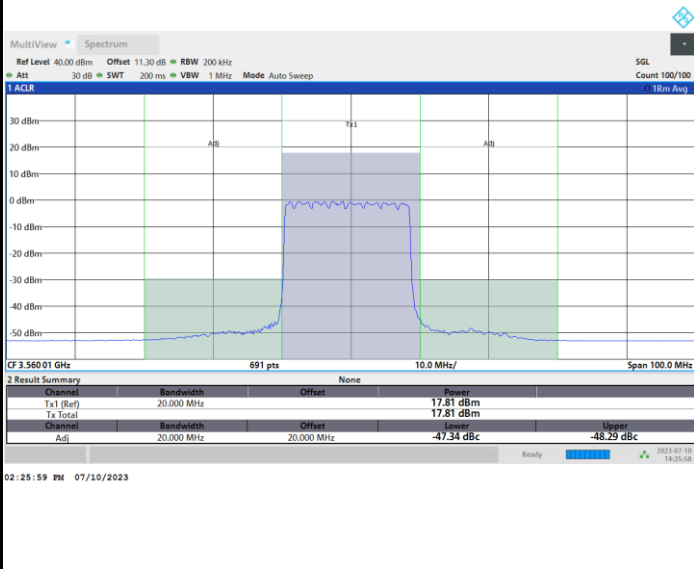 MultiView Spectrum
Ref Level 40.00 dBm Offset 11.30 dB RBW 200 kHz SGL
Att 30 dB SWT 200 ms VBW 1 MHz Mode Auto Sweep Count 100/100
1 ACLR 1Rm Avg
Tx1
Adj Adj
30 dBm
20 dBm
10 dBm
0 dBm
-10 dBm
-20 dBm
-30 dBm
-40 dBm
-50 dBm
CF 3.56001 GHz 691 pts 10.0 MHz/ Span 100.0 MHz
2 Result Summary None
Channel Bandwidth Offset Power
Tx1 (Ref) 20.000 MHz 17.81 dBm
Tx Total 17.81 dBm
Channel Bandwidth Offset Lower Upper
Adj 20.000 MHz 20.000 MHz -47.34 dBc -48.29 dBc
Ready 2023-07-10
14:25:58
02:25:59 PM 07/10/2023